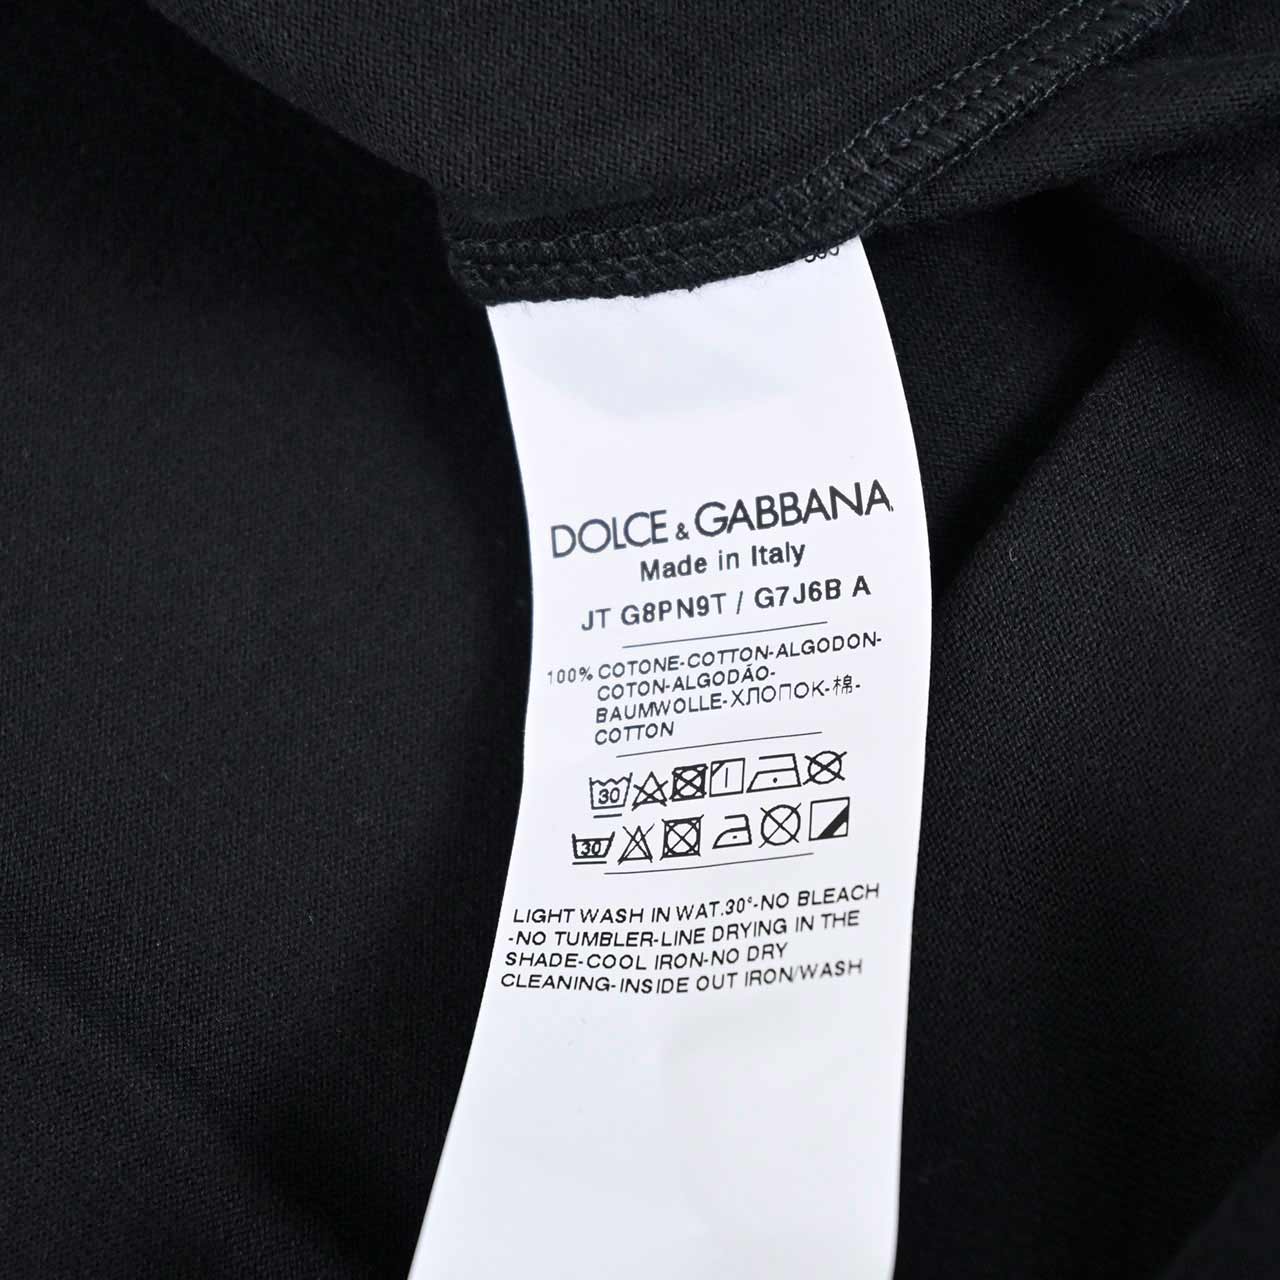 DOLCE & GABBANA
Made in Italy
JT G8PN9T / G7J6B A
100% COTONE-COTTON-ALGODON-
COTON-ALGODÃO-
BAUMWOLLE-ХЛОПОК-棉-
COTTON
30
30
LIGHT WASH IN WAT.30°-NO BLEACH
-NO TUMBLER-LINE DRYING IN THE
SHADE-COOL IRON-NO DRY
CLEANING-INSIDE OUT IRON/WASH